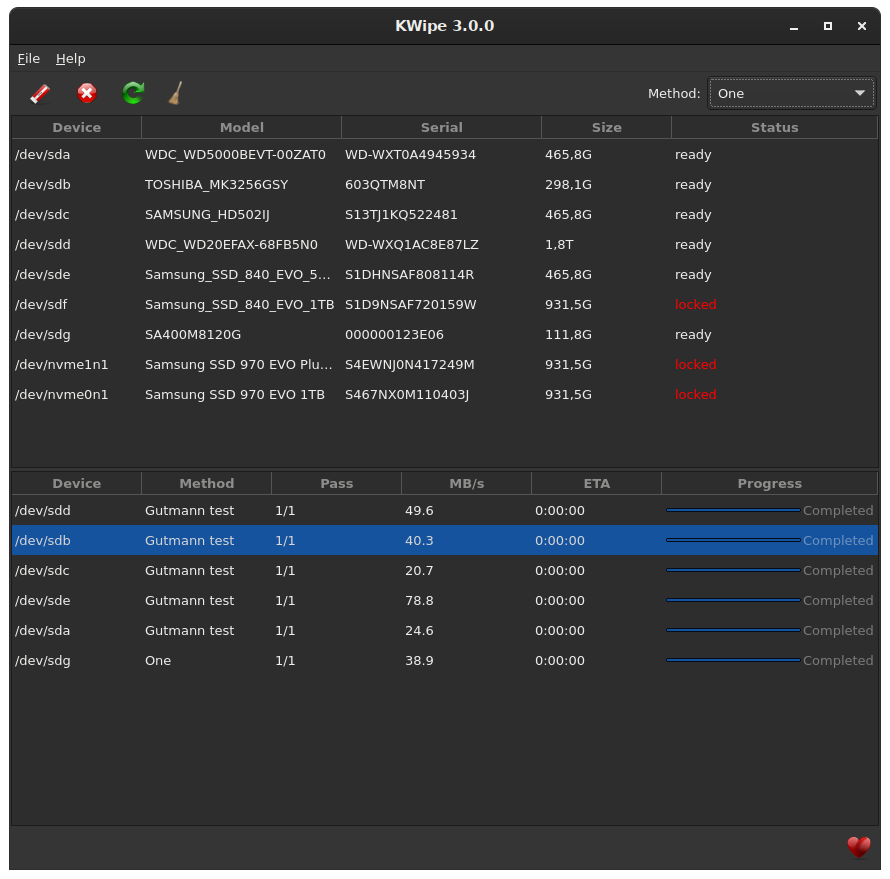 KWipe 3.0.0
File Help
Method: One
Device Model Serial Size Status
/dev/sda WDC_WD5000BEVT-00ZAT0 WD-WXT0A4945934 465,8G ready
/dev/sdb TOSHIBA_MK3256GSY 603QTM8NT 298,1G ready
/dev/sdc SAMSUNG_HD502IJ S13TJ1KQ522481 465,8G ready
/dev/sdd WDC_WD20EFAX-68FB5N0 WD-WXQ1AC8E87LZ 1,8T ready
/dev/sde Samsung_SSD_840_EVO_5... S1DHNSAF808114R 465,8G ready
/dev/sdf Samsung_SSD_840_EVO_1TB S1D9NSAF720159W 931,5G locked
/dev/sdg SA400M8120G 000000123E06 111,8G ready
/dev/nvme1n1 Samsung SSD 970 EVO Plu... S4EWNJ0N417249M 931,5G locked
/dev/nvme0n1 Samsung SSD 970 EVO 1TB S467NX0M110403J 931,5G locked
Device Method Pass MB/s ETA Progress
/dev/sdd Gutmann test 1/1 49.6 0:00:00 Completed
/dev/sdb Gutmann test 1/1 40.3 0:00:00 Completed
/dev/sdc Gutmann test 1/1 20.7 0:00:00 Completed
/dev/sde Gutmann test 1/1 78.8 0:00:00 Completed
/dev/sda Gutmann test 1/1 24.6 0:00:00 Completed
/dev/sdg One 1/1 38.9 0:00:00 Completed